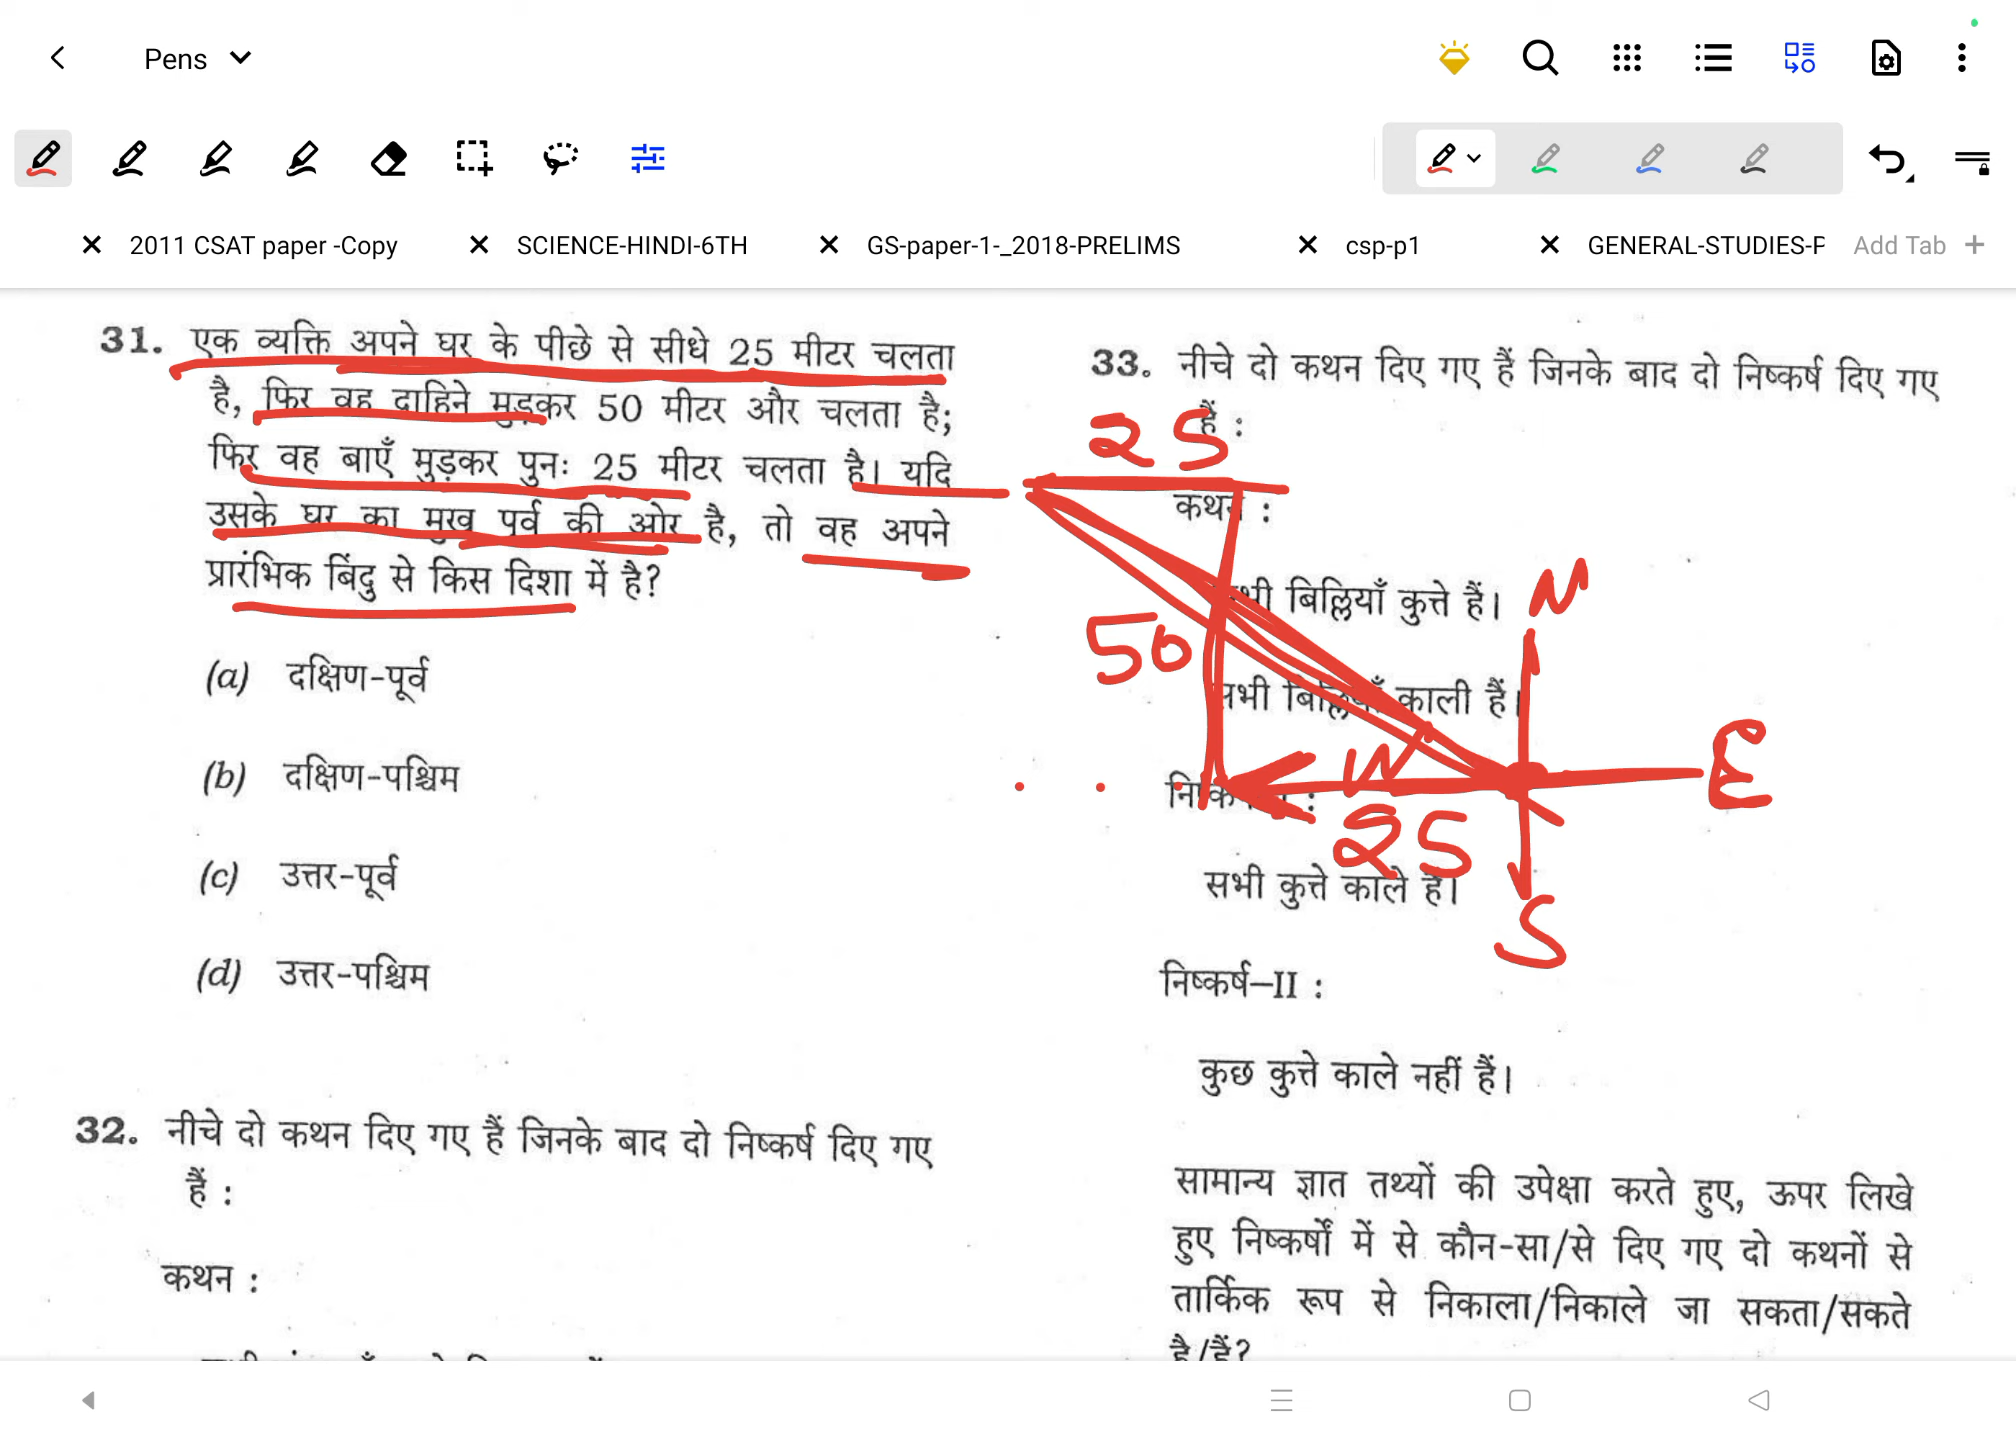 Pens
2011 CSAT paper -Copy
SCIENCE-HINDI-6TH
GS-paper-1-_2018-PRELIMS
csp-p1
GENERAL-STUDIES-P
Add Tab
31. एक व्यक्ति अपने घर के पीछे से सीधे 25 मीटर चलता
है, फिर वह दाहिने मुड़कर 50 मीटर और चलता है;
फिर वह बाएँ मुड़कर पुनः 25 मीटर चलता है। यदि
उसके घर का मुख पूर्व की ओर है, तो वह अपने
प्रारंभिक बिंदु से किस दिशा में है?
(a) दक्षिण-पूर्व
(b) दक्षिण-पश्चिम
(c) उत्तर-पूर्व
(d) उत्तर-पश्चिम
32. नीचे दो कथन दिए गए हैं जिनके बाद दो निष्कर्ष दिए गए
हैं :
कथन :
33. नीचे दो कथन दिए गए हैं जिनके बाद दो निष्कर्ष दिए गए
हैं :
25
कथन :
सभी बिल्लियाँ कुत्ते हैं।
N
50
सभी बिल्लियाँ काली हैं।
W
E
25
सभी कुत्ते काले हैं।
S
निष्कर्ष–II :
कुछ कुत्ते काले नहीं हैं।
सामान्य ज्ञात तथ्यों की उपेक्षा करते हुए, ऊपर लिखे
हुए निष्कर्षों में से कौन-सा/से दिए गए दो कथनों से
तार्किक रूप से निकाला/निकाले जा सकता/सकते
है/हैं?